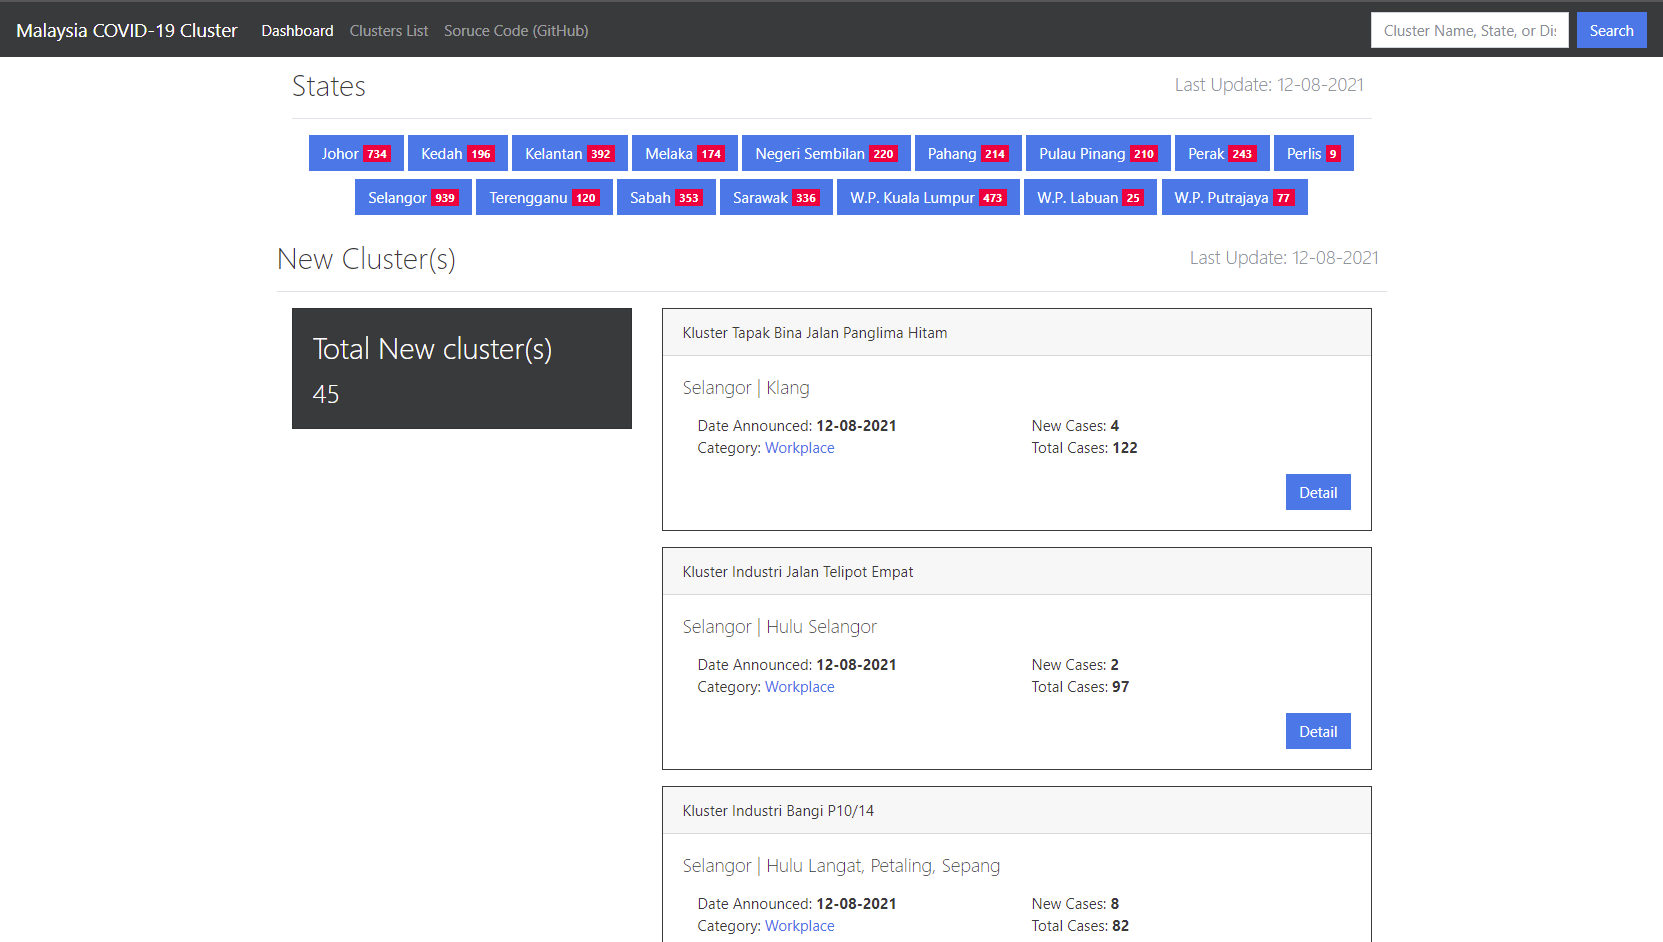 Malaysia COVID-19 Cluster Dashboard Clusters List Soruce Code (GitHub) Cluster Name, State, or Search
States Last Update: 12-08-2021
Johor 734 Kedah 196 Kelantan 392 Melaka 174 Negeri Sembilan 220 Pahang 214 Pulau Pinang 210 Perak 243 Perlis 9
Selangor 939 Terengganu 120 Sabah 353 Sarawak 336 W.P. Kuala Lumpur 473 W.P. Labuan 25 W.P. Putrajaya 77
New Cluster(s) Last Update: 12-08-2021
Total New cluster(s)
45
Kluster Tapak Bina Jalan Panglima Hitam
Selangor | Klang
Date Announced: 12-08-2021 New Cases: 4
Category: Workplace Total Cases: 122
Detail
Kluster Industri Jalan Telipot Empat
Selangor | Hulu Selangor
Date Announced: 12-08-2021 New Cases: 2
Category: Workplace Total Cases: 97
Detail
Kluster Industri Bangi P10/14
Selangor | Hulu Langat, Petaling, Sepang
Date Announced: 12-08-2021 New Cases: 8
Category: Workplace Total Cases: 82